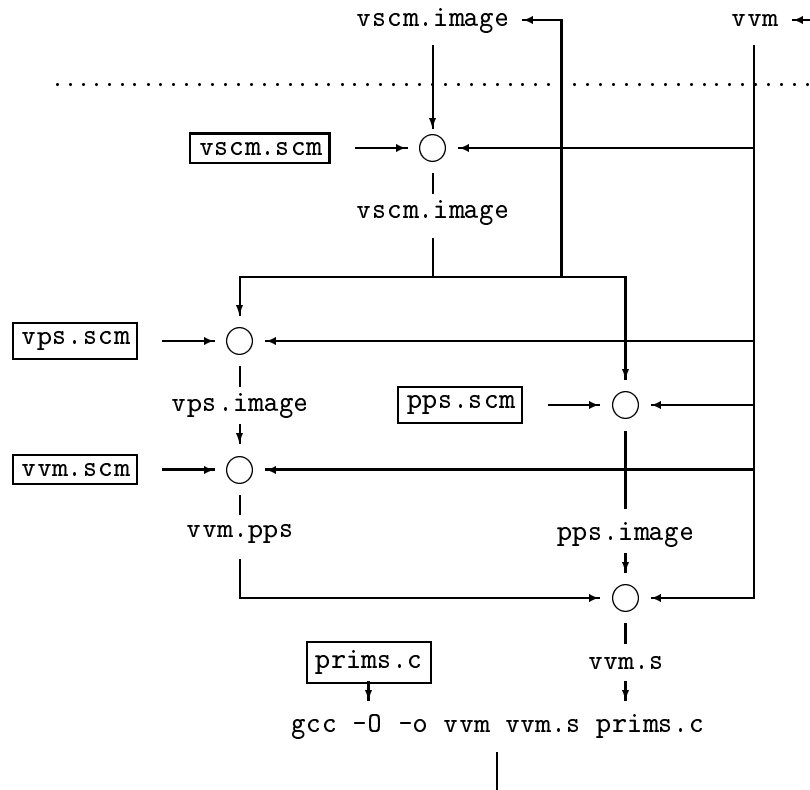 vscm.image
vvm
vscm.scm
vscm.image
vps.scm
vps.image
pps.scm
vvm.scm
vvm.pps
pps.image
prims.c
vvm.s
gcc -O -o vvm vvm.s prims.c